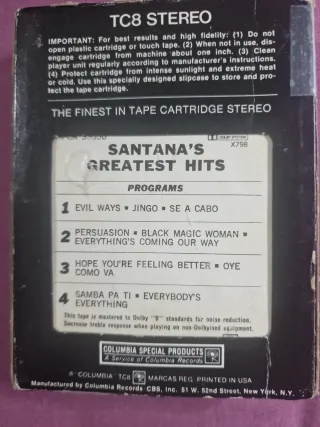 TC8 STEREO
IMPORTANT: For best results and high fidelity: (1) Do not
open plastic cartridge or touch tape. (2) When not in use, dis-
engage cartridge from machine about one inch. (3) Clean
player unit regularly according to manufacturer's instructions.
(4) Protect cartridge from intense sunlight and extreme heat
or cold. Use this specially designed slipcase to store and pro-
tect the tape cartridge.
THE FINEST IN TAPE CARTRIDGE STEREO
X798
SANTANA'S
GREATEST HITS
PROGRAMS
1 EVIL WAYS ▪ JINGO ▪ SE A CABO
2 PERSUASION ▪ BLACK MAGIC WOMAN ▪
EVERYTHING'S COMING OUR WAY
3 HOPE YOU'RE FEELING BETTER ▪ OYE
COMO VA
4 SAMBA PA TI ▪ EVERYBODY'S
EVERYTHING
This tape is mastered to Dolby "B" standards for noise reduction.
Decrease treble response when playing on non-Dolbyized equipment.
COLUMBIA SPECIAL PRODUCTS
A Service of Columbia Records
® "COLUMBIA" TC8 MARCAS REG. PRINTED IN USA
Manufactured by Columbia Records CBS, Inc. 51 W. 52nd Street, New York, N.Y.